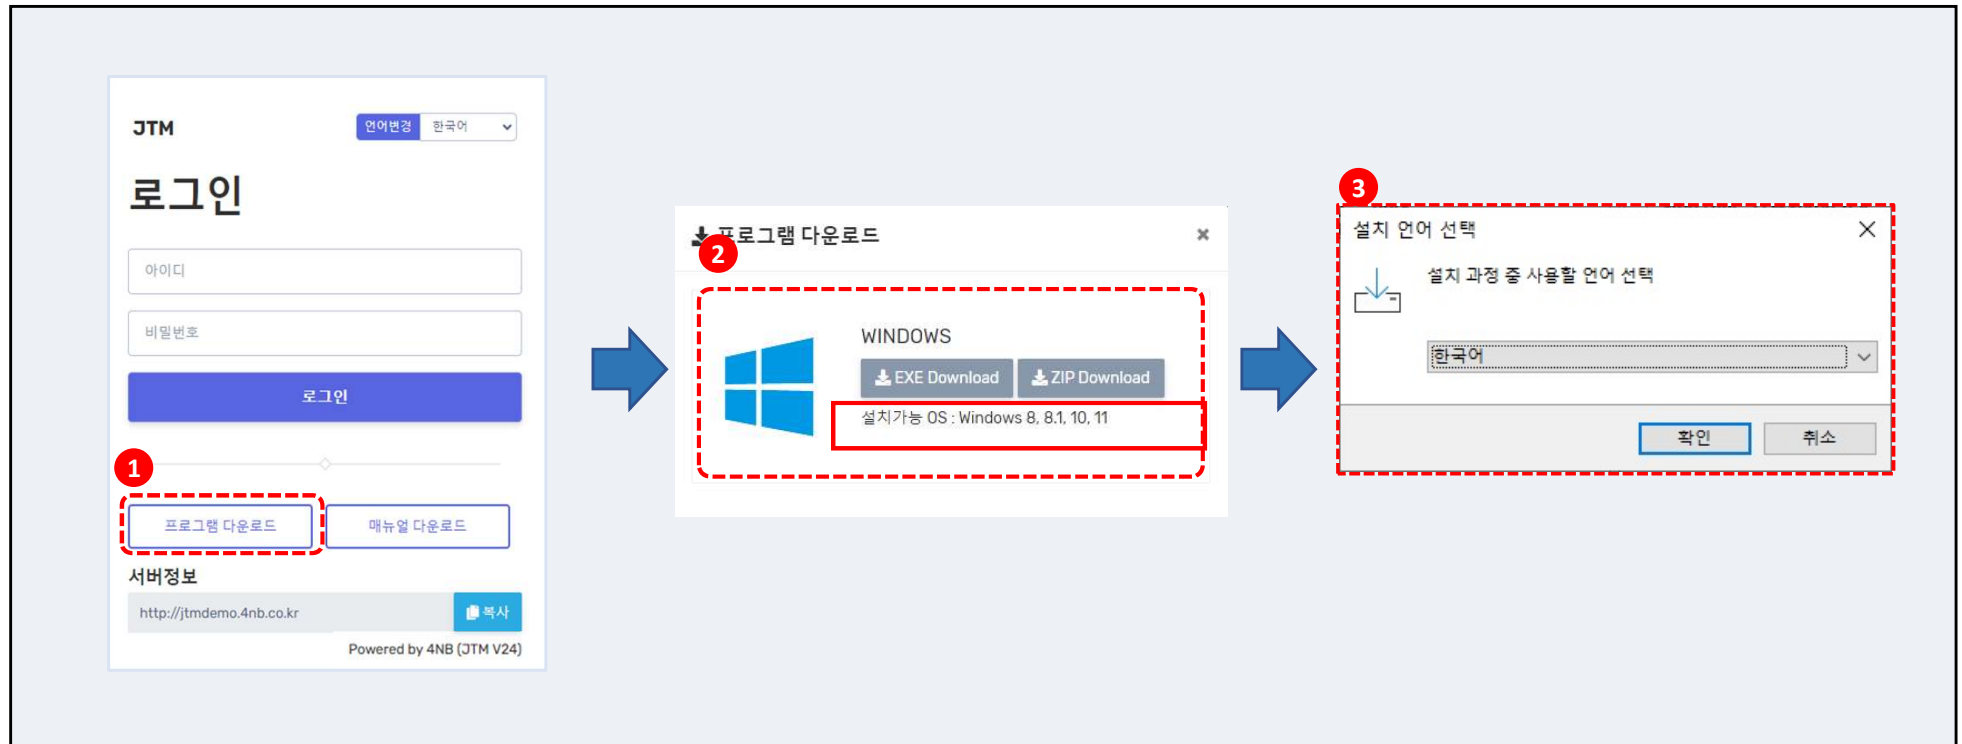 JTM
언어변경 한국어
로그인
아이디
비밀번호
로그인
1
프로그램 다운로드
매뉴얼 다운로드
서버정보
http://jtmdemo.4nb.co.kr
복사
Powered by 4NB (JTM V24)
프로그램 다운로드
2
WINDOWS
EXE Download
ZIP Download
설치가능 OS : Windows 8, 8.1, 10, 11
3
설치 언어 선택
설치 과정 중 사용할 언어 선택
한국어
확인
취소